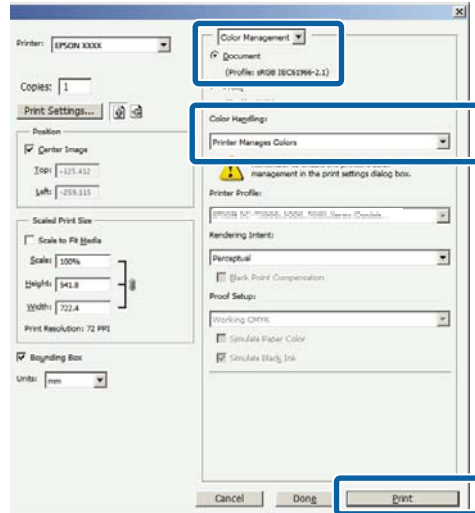 Printer: EPSON XXXX
Copies: 1
Print Settings...
Position
Center Image
Top: -125.412
Left: -259.115
Scaled Print Size
Scale to Fit Media
Scale: 100%
Height: 541.8
Width: 722.4
Print Resolution: 72 PPI
Bounding Box
Units: mm
Color Management
Document
(Profile: sRGB IEC61966-2.1)
Color Handling:
Printer Manages Colors
management in the print settings dialog box.
Printer Profile:
Rendering Intent:
Perceptual
Black Point Compensation
Proof Setup:
Working CMYK
Simulate Paper Color
Simulate Black Ink
Cancel
Done
Print